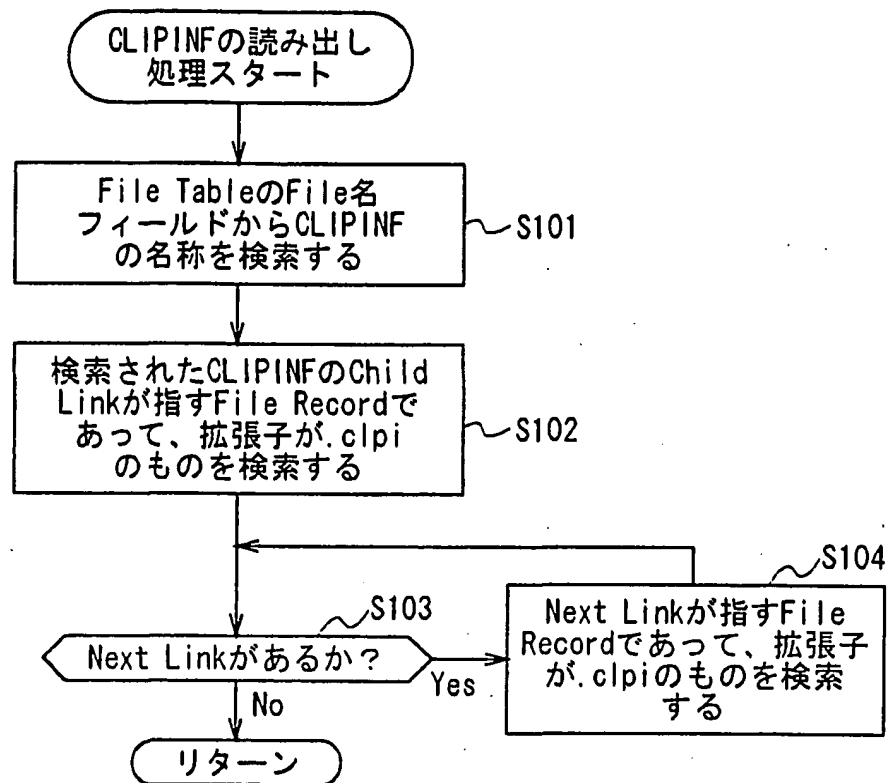 CLIPINFの読み出し
処理スタート
File TableのFile名
フィールドからCLIPINF
の名称を検索する
S101
検索されたCLIPINFのChild
Linkが指すFile Recordで
あって、拡張子が.clpi
のものを検索する
S102
S103
Next Linkがあるか？
Yes
No
S104
Next Linkが指すFile
Recordであって、拡張子
が.clpiのものを検索
する
リターン